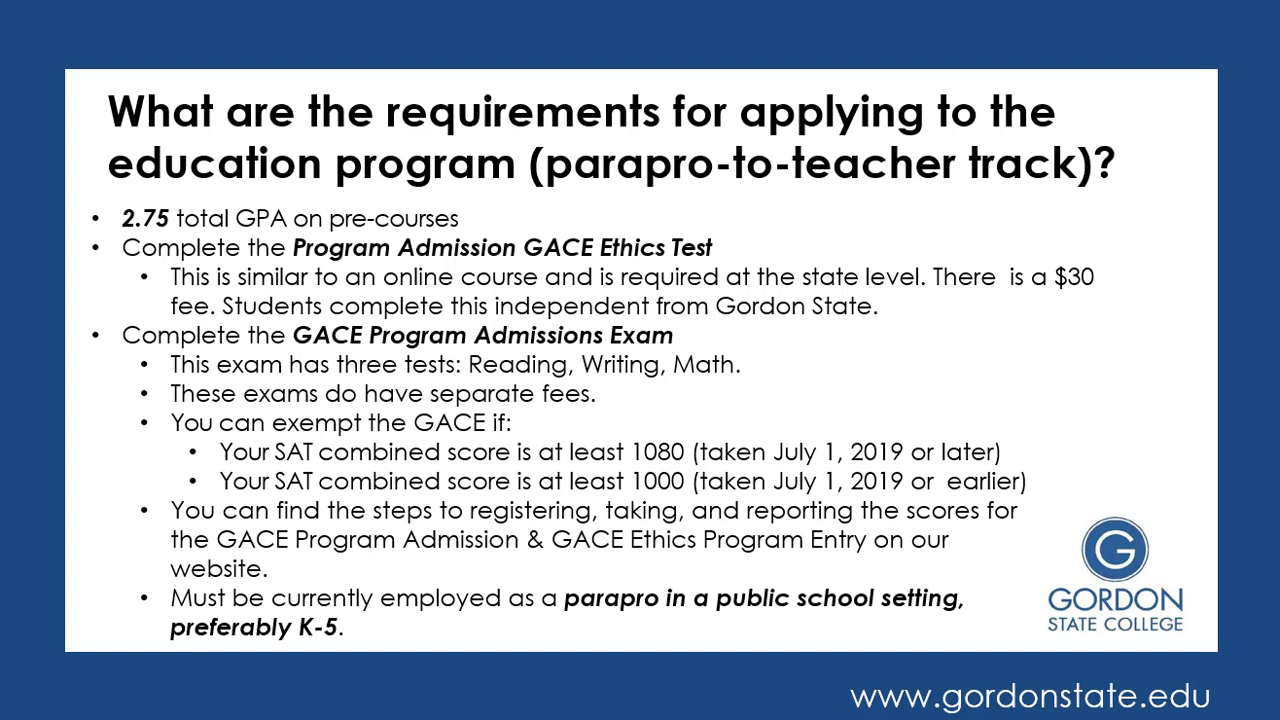 What are the requirements for applying to the
education program (parapro-to-teacher track)?
• 2.75 total GPA on pre-courses
• Complete the Program Admission GACE Ethics Test
• This is similar to an online course and is required at the state level. There  is a $30
fee. Students complete this independent from Gordon State.
• Complete the GACE Program Admissions Exam
• This exam has three tests: Reading, Writing, Math.
• These exams do have separate fees.
• You can exempt the GACE if:
• Your SAT combined score is at least 1080 (taken July 1, 2019 or later)
• Your SAT combined score is at least 1000 (taken July 1, 2019 or  earlier)
• You can find the steps to registering, taking, and reporting the scores for
the GACE Program Admission & GACE Ethics Program Entry on our
website.
• Must be currently employed as a parapro in a public school setting,
preferably K-5.
G
GORDON
STATE COLLEGE
www.gordonstate.edu